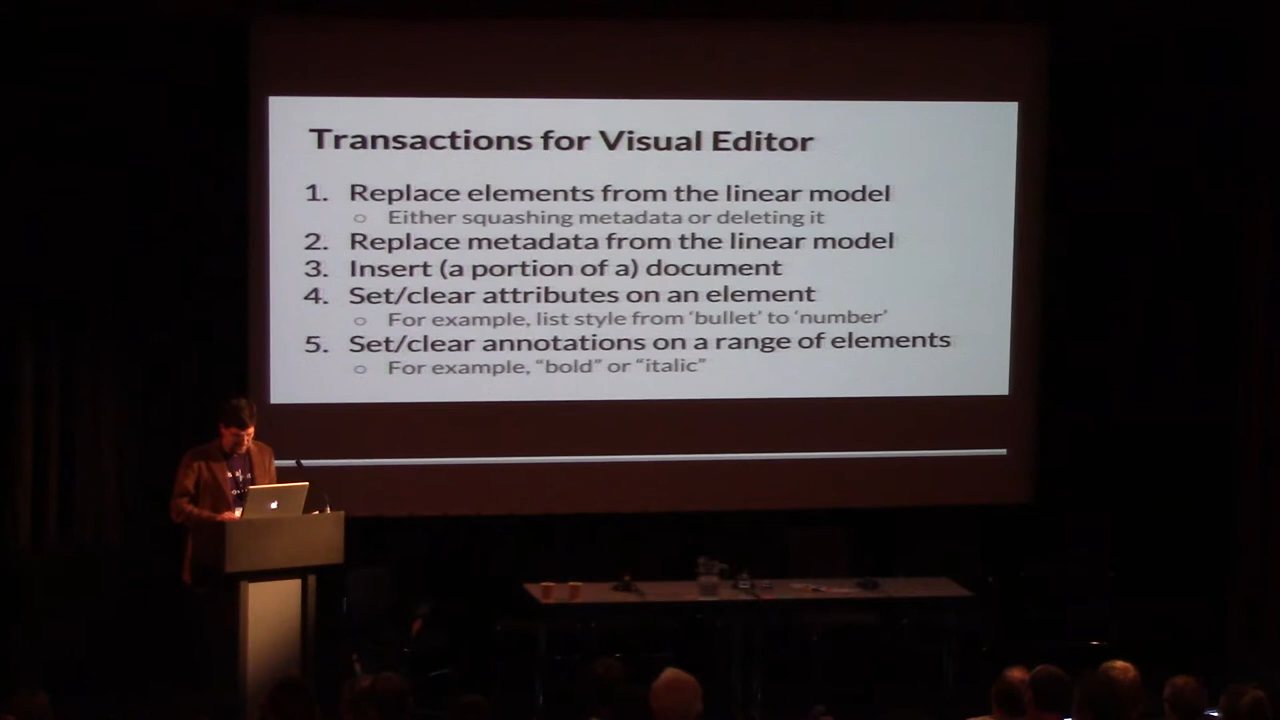 Transactions for Visual Editor
1. Replace elements from the linear model
○ Either squashing metadata or deleting it
2. Replace metadata from the linear model
3. Insert (a portion of a) document
4. Set/clear attributes on an element
○ For example, list style from ‘bullet’ to ‘number’
5. Set/clear annotations on a range of elements
○ For example, “bold” or “italic”